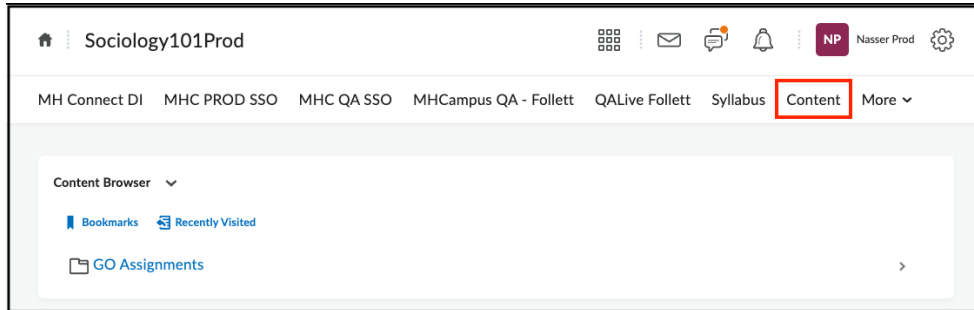 Sociology101Prod
NP Nasser Prod
MH Connect DI MHC PROD SSO MHC QA SSO MHCampus QA - Follett QALive Follett Syllabus Content More
Content Browser
Bookmarks Recently Visited
GO Assignments